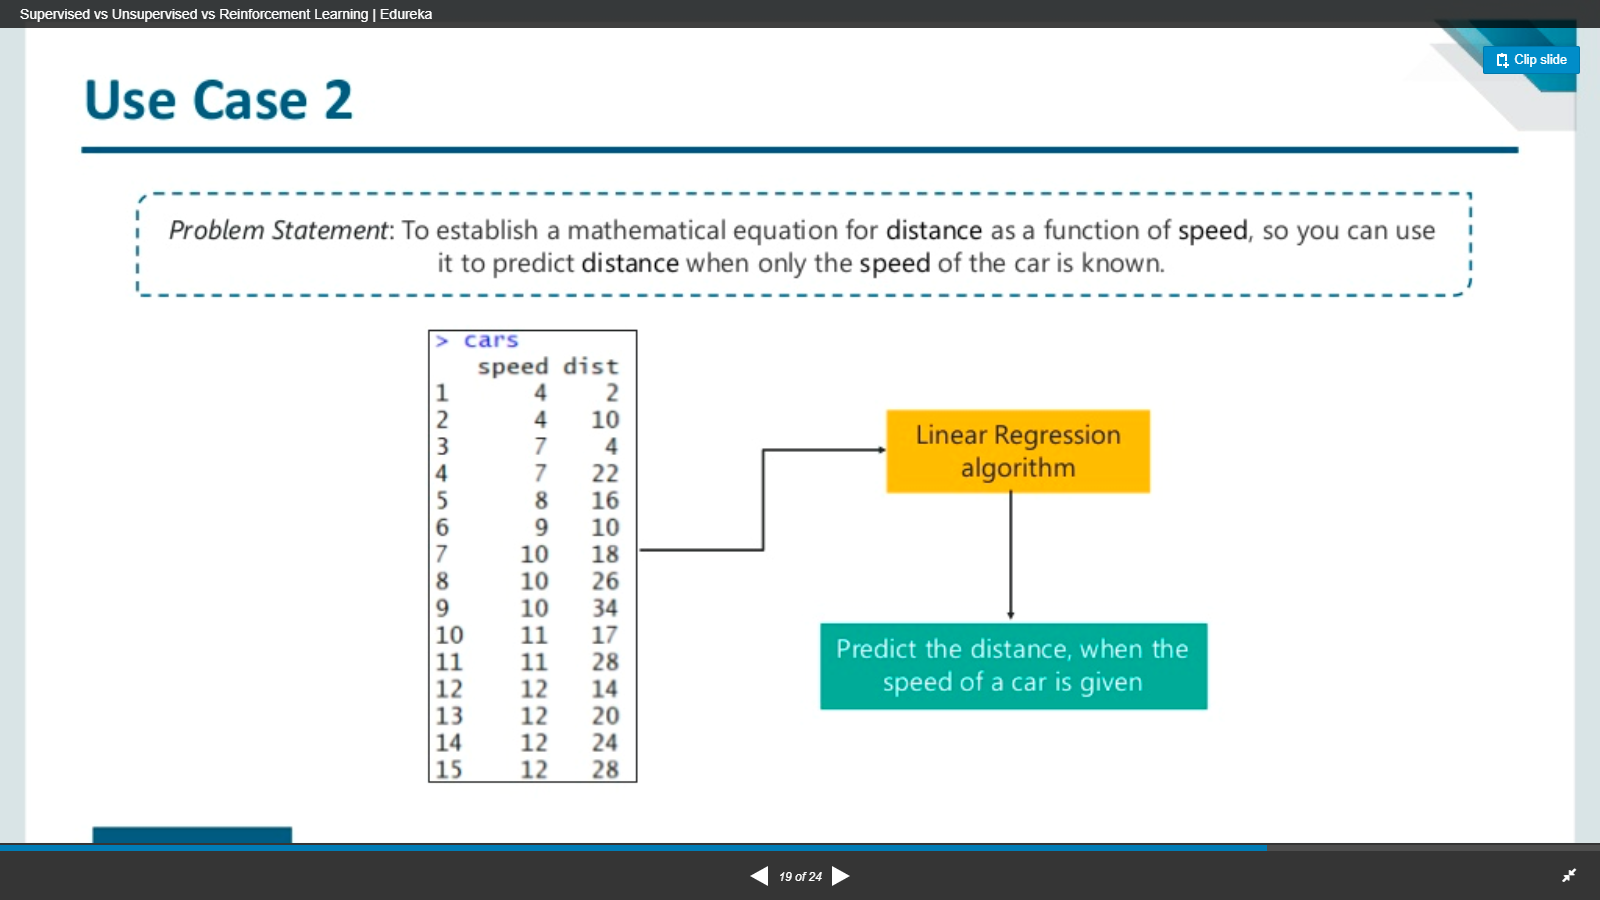 Supervised vs Unsupervised vs Reinforcement Learning | Edureka
Clip slide
Use Case 2
Problem Statement: To establish a mathematical equation for distance as a function of speed, so you can use
it to predict distance when only the speed of the car is known.
> cars
speed dist
1 4 2
2 4 10
3 7 4
4 7 22
5 8 16
6 9 10
7 10 18
8 10 26
9 10 34
10 11 17
11 11 28
12 12 14
13 12 20
14 12 24
15 12 28
Linear Regression
algorithm
Predict the distance, when the
speed of a car is given
19 of 24